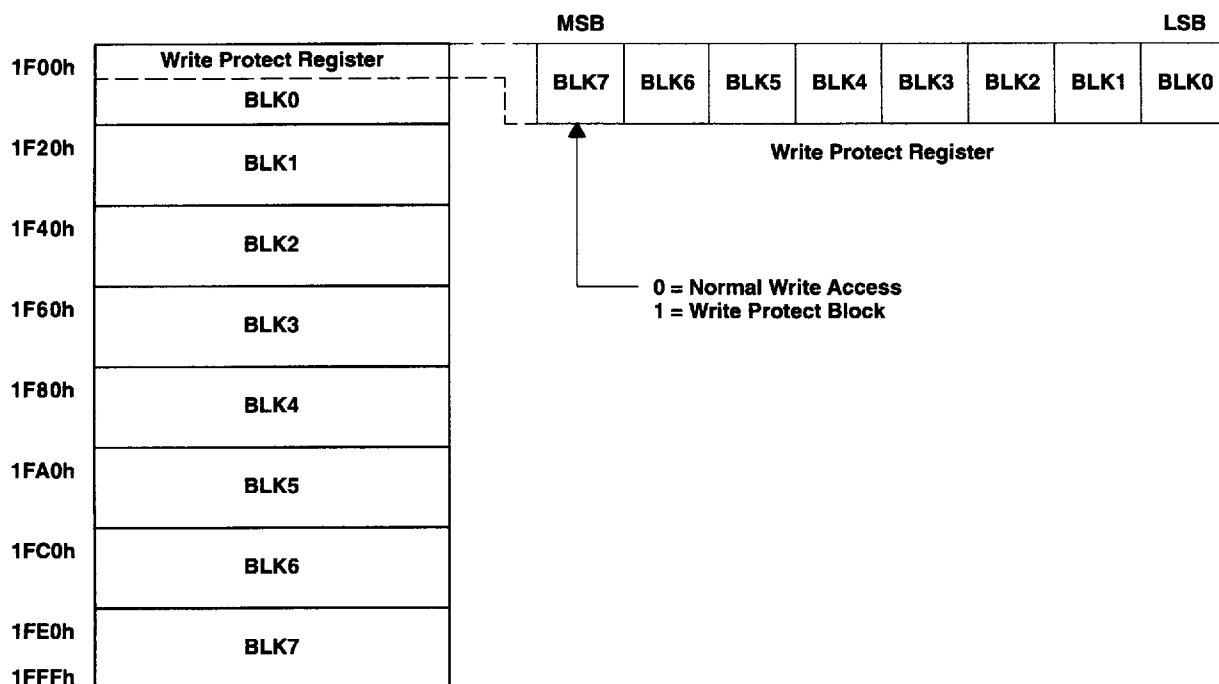 MSB LSB
1F00h Write Protect Register
BLK7 BLK6 BLK5 BLK4 BLK3 BLK2 BLK1 BLK0
BLK0
Write Protect Register
1F20h BLK1
1F40h BLK2
0 = Normal Write Access
1 = Write Protect Block
1F60h BLK3
1F80h BLK4
1FA0h BLK5
1FC0h BLK6
1FE0h BLK7
1FFFh